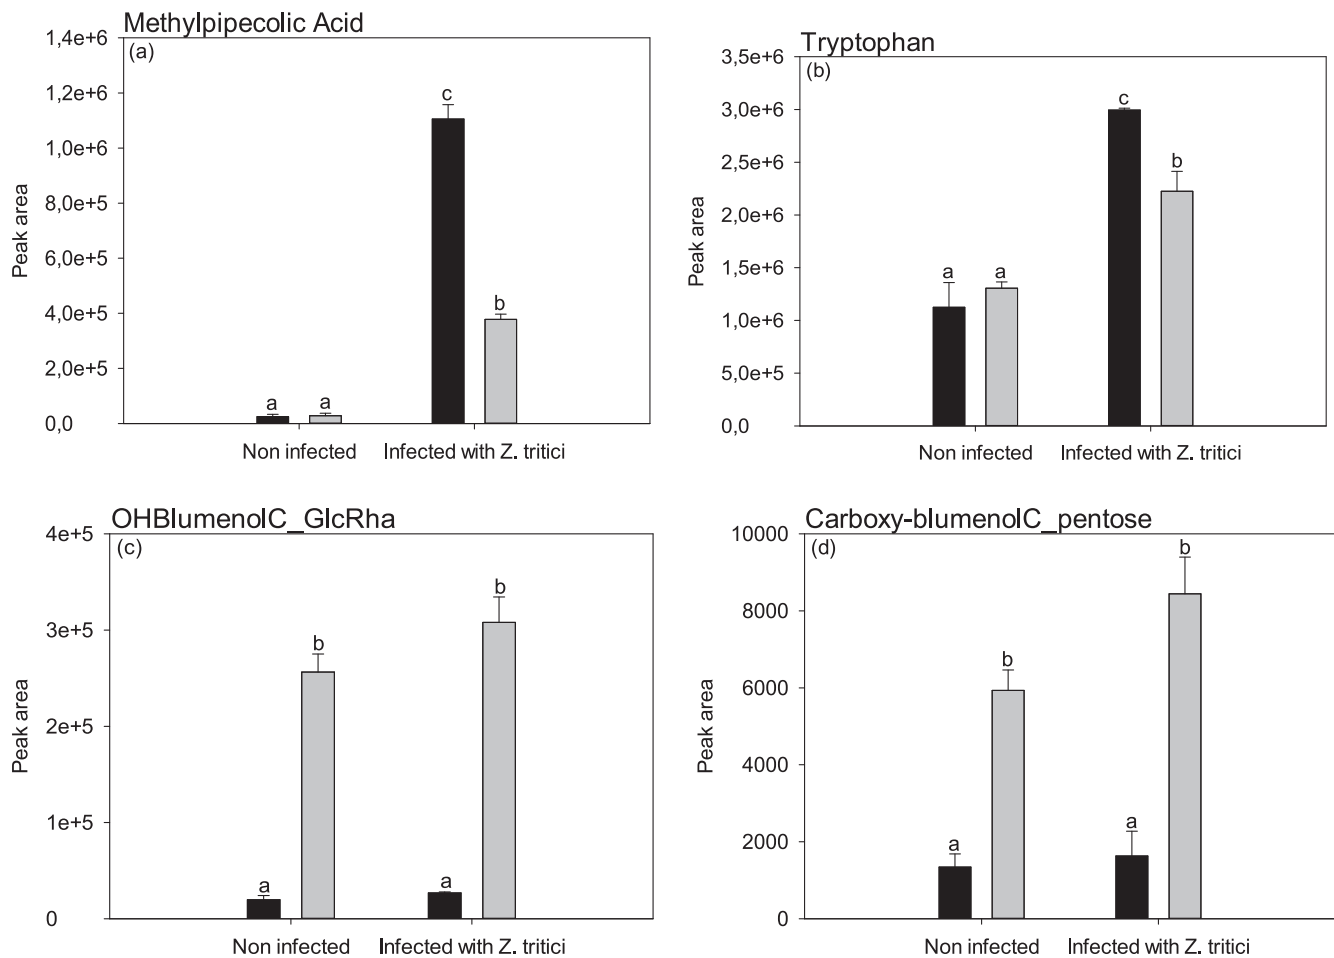 Methylpipecolic Acid
(a)
1,4e+6
1,2e+6
1,0e+6
8,0e+5
6,0e+5
4,0e+5
2,0e+5
0,0
Peak area
a
a
c
b
Non infected
Infected with Z. tritici
Tryptophan
(b)
3,5e+6
3,0e+6
2,5e+6
2,0e+6
1,5e+6
1,0e+6
5,0e+5
0,0
Peak area
a
a
c
b
Non infected
Infected with Z. tritici
OHBlumenolC_GlcRha
(c)
4e+5
3e+5
2e+5
1e+5
0
Peak area
a
b
a
b
Non infected
Infected with Z. tritici
Carboxy-blumenolC_pentose
(d)
10000
8000
6000
4000
2000
0
Peak area
a
b
a
b
Non infected
Infected with Z. tritici